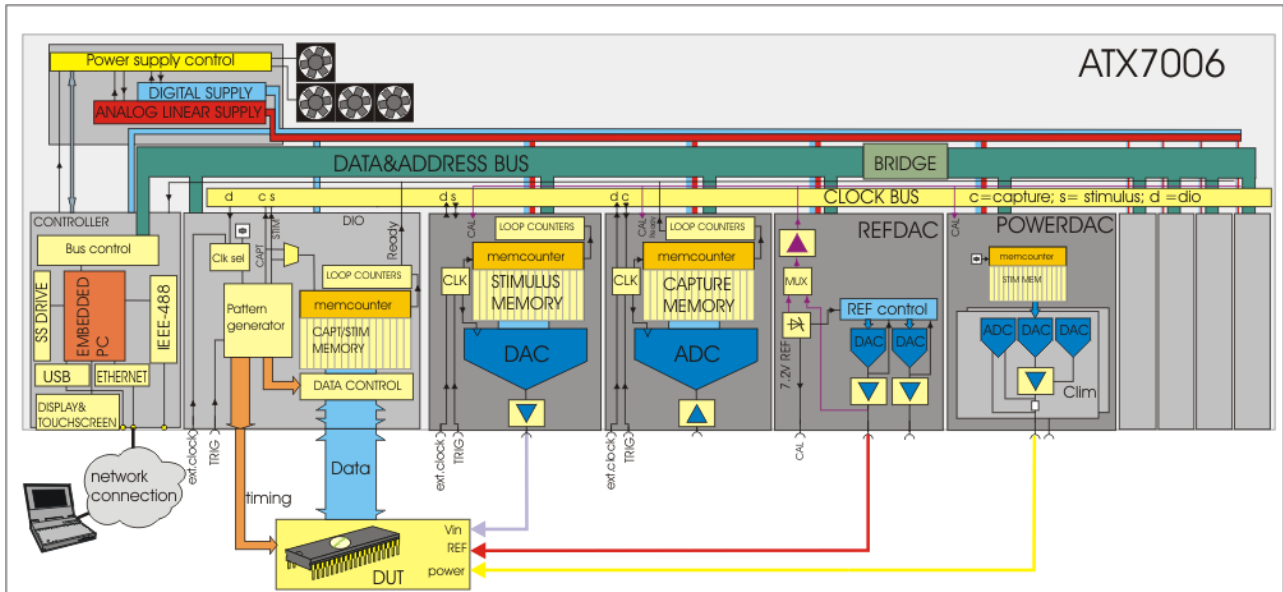 ATX7006
Power supply control
DIGITAL SUPPLY
ANALOG LINEAR SUPPLY
DATA&ADDRESS BUS
BRIDGE
d
c s
d s
d c
CLOCK BUS
c=capture; s= stimulus; d =dio
CONTROLLER
Bus control
SS DRIVE
EMBEDDED
PC
IEEE-488
USB
ETHERNET
DISPLAY&
TOUCHSCREEN
DIO
Clk sel
CAPT
STIM
Ready
LOOP COUNTERS
Pattern
generator
memcounter
CAPT/STIM
MEMORY
DATA CONTROL
ext.clock
TRIG
CAL
LOOP COUNTERS
memcounter
CLK
STIMULUS
MEMORY
DAC
ext.clock
TRIG
CAL
Ready
LOOP COUNTERS
memcounter
CLK
CAPTURE
MEMORY
ADC
ext.clock
TRIG
CAL
REFDAC
MUX
REF control
7.2V REF
DAC
DAC
CAL
CAL
POWERDAC
memcounter
STIM MEM
ADC
DAC
DAC
Clim
network
connection
timing
Data
DUT
Vin
REF
power